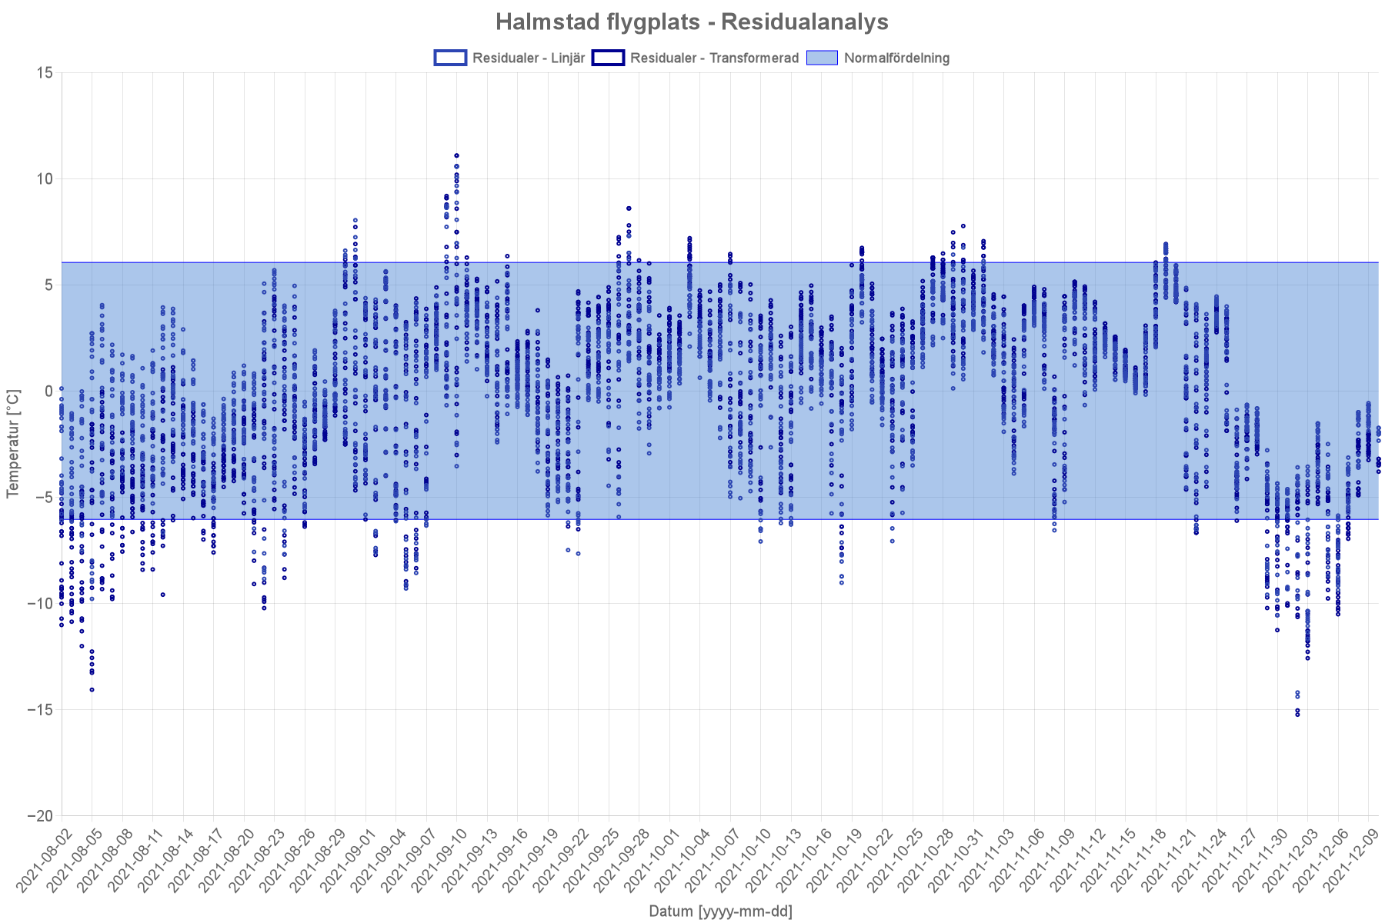 Halmstad flygplats - Residualanalys
Residualer - Linjär Residualer - Transformerad Normalfördelning
15
10
5
0
−5
−10
−15
−20
Temperatur [°C]
2021-08-02 2021-08-05 2021-08-08 2021-08-11 2021-08-14 2021-08-17 2021-08-20 2021-08-23 2021-08-26 2021-08-29 2021-09-01 2021-09-04 2021-09-07 2021-09-10 2021-09-13 2021-09-16 2021-09-19 2021-09-22 2021-09-25 2021-09-28 2021-10-01 2021-10-04 2021-10-07 2021-10-10 2021-10-13 2021-10-16 2021-10-19 2021-10-22 2021-10-25 2021-10-28 2021-10-31 2021-11-03 2021-11-06 2021-11-09 2021-11-12 2021-11-15 2021-11-18 2021-11-21 2021-11-24 2021-11-27 2021-11-30 2021-12-03 2021-12-06 2021-12-09
Datum [yyyy-mm-dd]